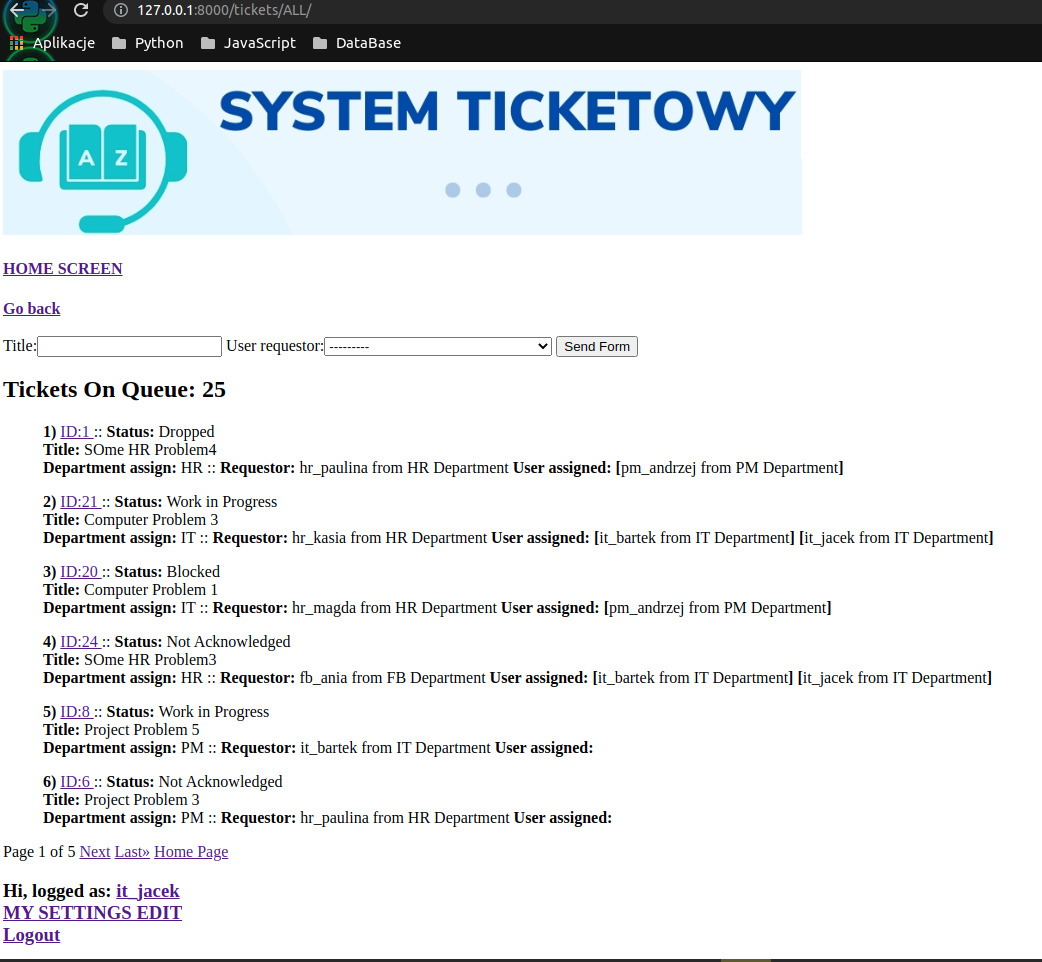 127.0.0.1:8000/tickets/ALL/
Aplikacje Python JavaScript DataBase
SYSTEM TICKETOWY
A Z
HOME SCREEN
Go back
Title: User requestor: --------- Send Form
Tickets On Queue: 25
1) ID:1 :: Status: Dropped
Title: SOme HR Problem4
Department assign: HR :: Requestor: hr_paulina from HR Department User assigned: [pm_andrzej from PM Department]
2) ID:21 :: Status: Work in Progress
Title: Computer Problem 3
Department assign: IT :: Requestor: hr_kasia from HR Department User assigned: [it_bartek from IT Department] [it_jacek from IT Department]
3) ID:20 :: Status: Blocked
Title: Computer Problem 1
Department assign: IT :: Requestor: hr_magda from HR Department User assigned: [pm_andrzej from PM Department]
4) ID:24 :: Status: Not Acknowledged
Title: SOme HR Problem3
Department assign: HR :: Requestor: fb_ania from FB Department User assigned: [it_bartek from IT Department] [it_jacek from IT Department]
5) ID:8 :: Status: Work in Progress
Title: Project Problem 5
Department assign: PM :: Requestor: it_bartek from IT Department User assigned:
6) ID:6 :: Status: Not Acknowledged
Title: Project Problem 3
Department assign: PM :: Requestor: hr_paulina from HR Department User assigned:
Page 1 of 5 Next Last» Home Page
Hi, logged as: it_jacek
MY SETTINGS EDIT
Logout